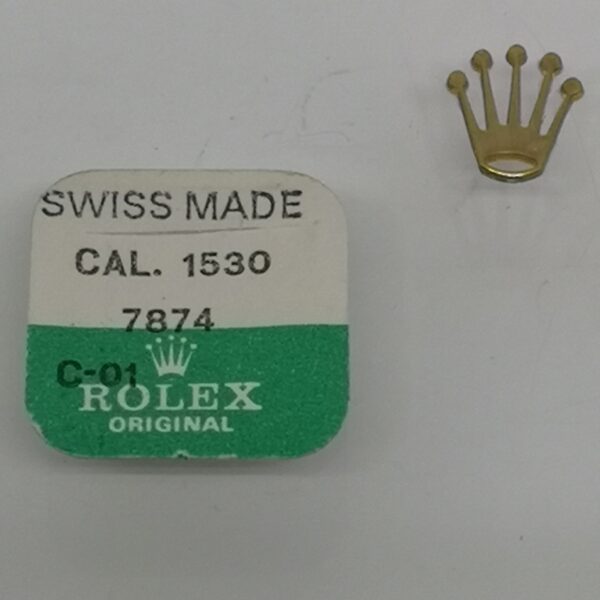 SWISS MADE
CAL. 1530
7874
C-01
ROLEX
ORIGINAL